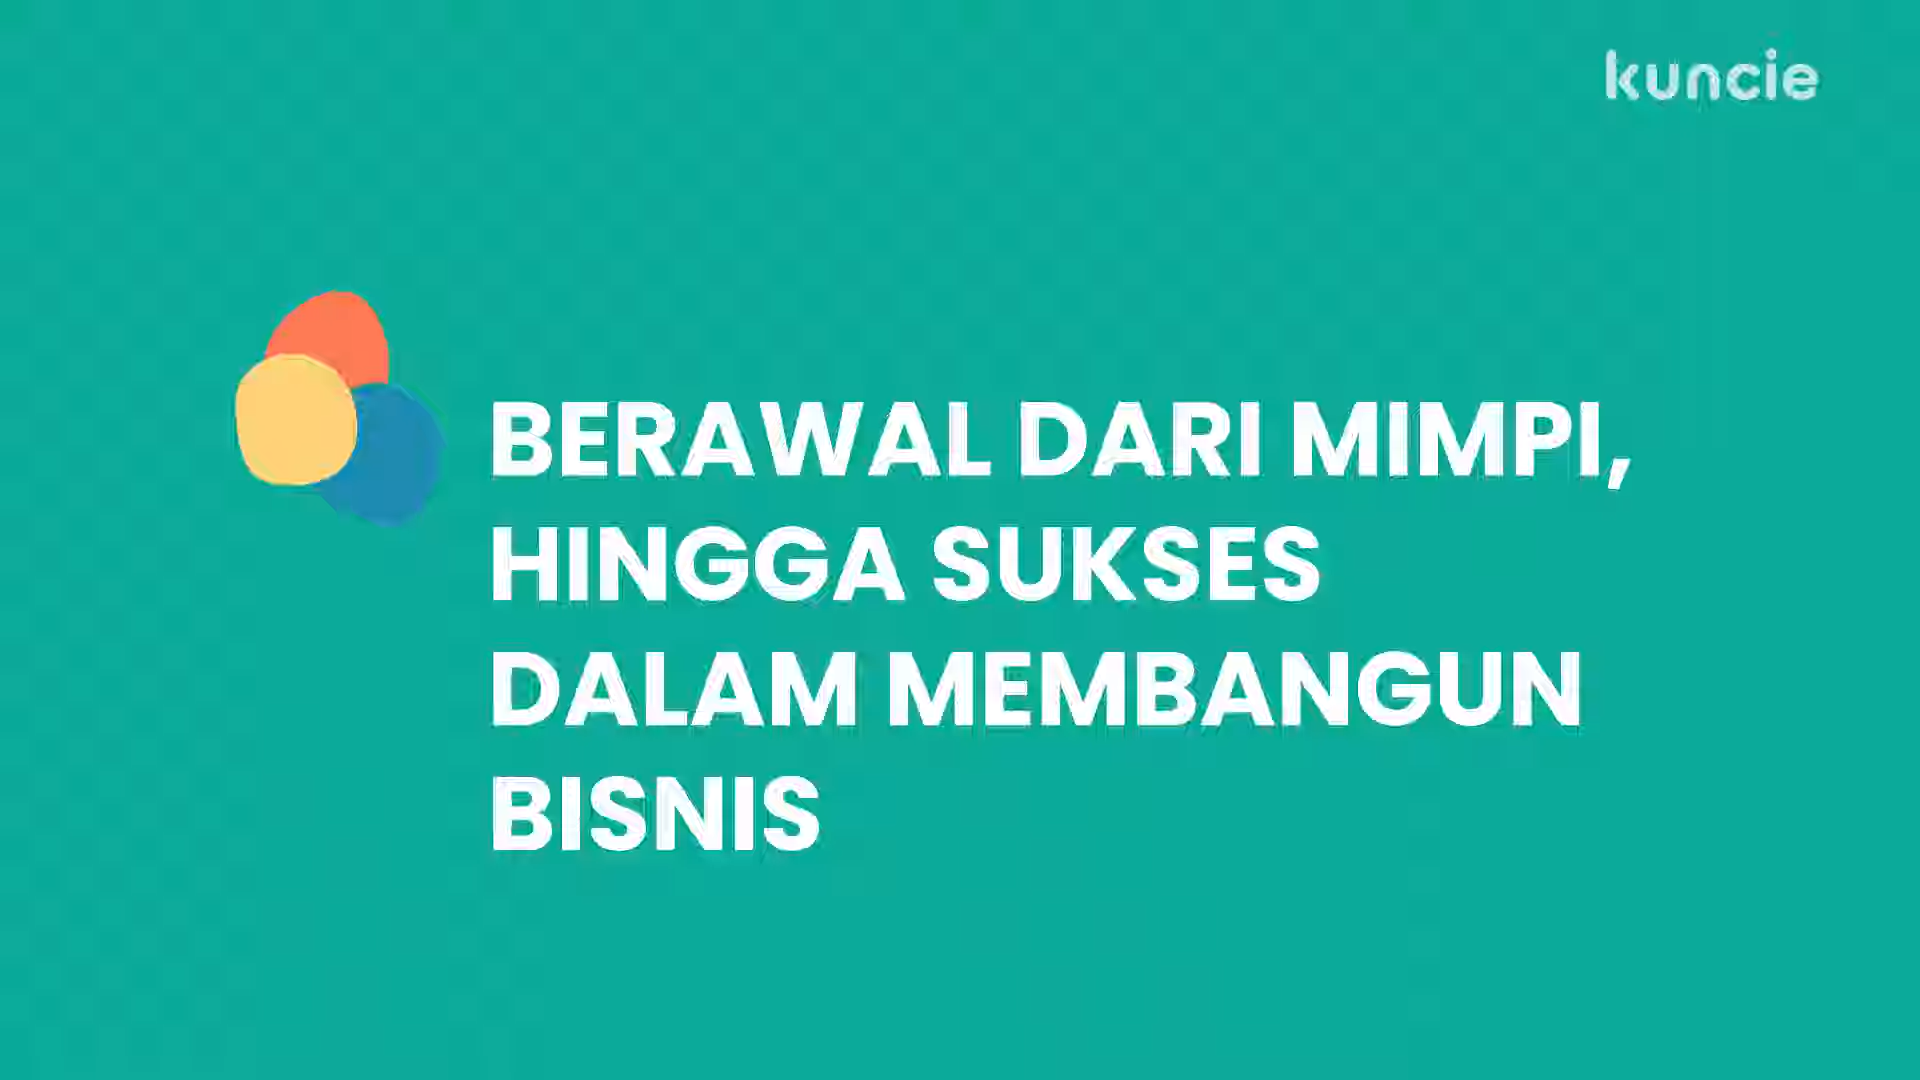 kuncie
BERAWAL DARI MIMPI,
HINGGA SUKSES
DALAM MEMBANGUN
BISNIS